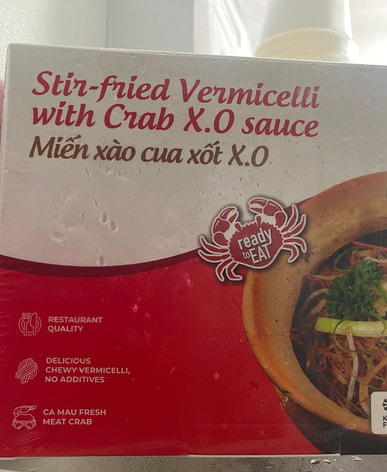 Stir-fried Vermicelli
with Crab X.O sauce
Miến xào cua xốt X.O
ready
to EAT
RESTAURANT
QUALITY
DELICIOUS
CHEWY VERMICELLI,
NO ADDITIVES
CA MAU FRESH
MEAT CRAB